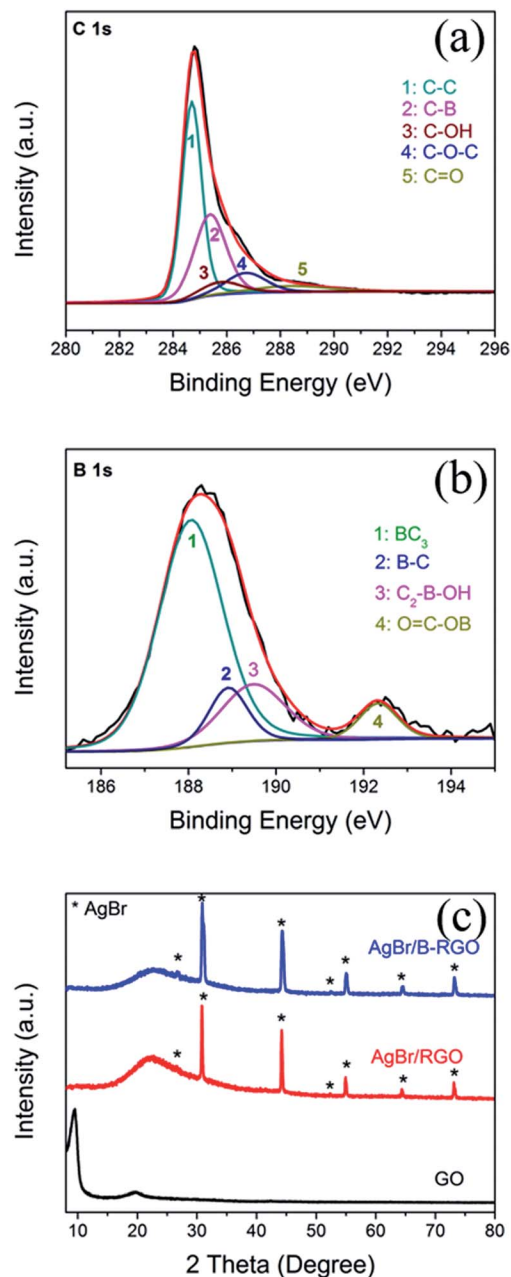 C 1s
(a)
1: C-C
2: C-B
3: C-OH
4: C-O-C
5: C=O
1
2
3
4
5
Intensity (a.u.)
280 282 284 286 288 290 292 294 296
Binding Energy (eV)
B 1s
(b)
1: BC₃
2: B-C
3: C₂-B-OH
4: O=C-OB
1
2
3
4
Intensity (a.u.)
186 188 190 192 194
Binding Energy (eV)
* AgBr
(c)
* * * * * * *
AgBr/B-RGO
* * * * * * *
AgBr/RGO
GO
Intensity (a.u.)
10 20 30 40 50 60 70 80
2 Theta (Degree)